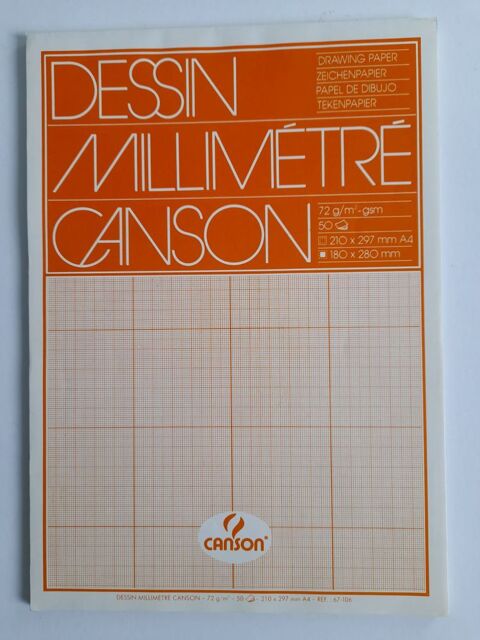 DESSIN
DRAWING PAPER
ZEICHENPAPIER
PAPEL DE DIBUJO
TEKENPAPIER
MILLIMÉTRÉ
CANSON
72 g/m²-gsm
50
210 x 297 mm A4
180 x 280 mm
CANSON®
DESSIN MILLIMÉTRÉ CANSON - 72 g/m² - 50 - 210 x 297 mm A4 - REF. : 67-106